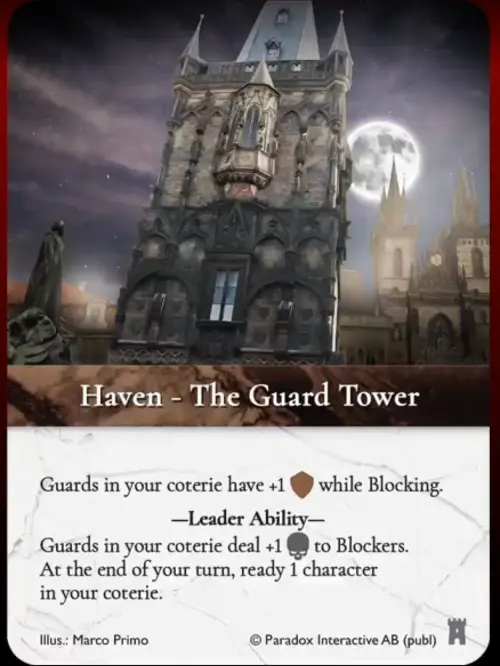 Haven - The Guard Tower
Guards in your coterie have +1 while Blocking.
—Leader Ability—
Guards in your coterie deal +1 to Blockers.
At the end of your turn, ready 1 character
in your coterie.
Illus.: Marco Primo © Paradox Interactive AB (publ)